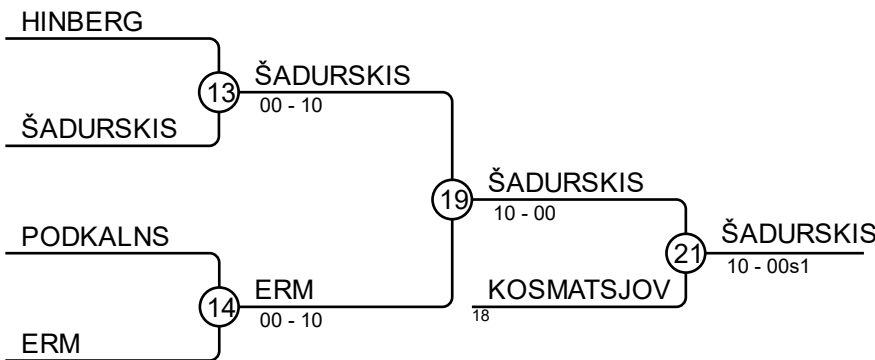 HINBERG
13
ŠADURSKIS
00 - 10
ŠADURSKIS
19
ŠADURSKIS
10 - 00
PODKALNS
21
ŠADURSKIS
10 - 00s1
14
ERM
00 - 10
KOSMATSJOV
18
ERM